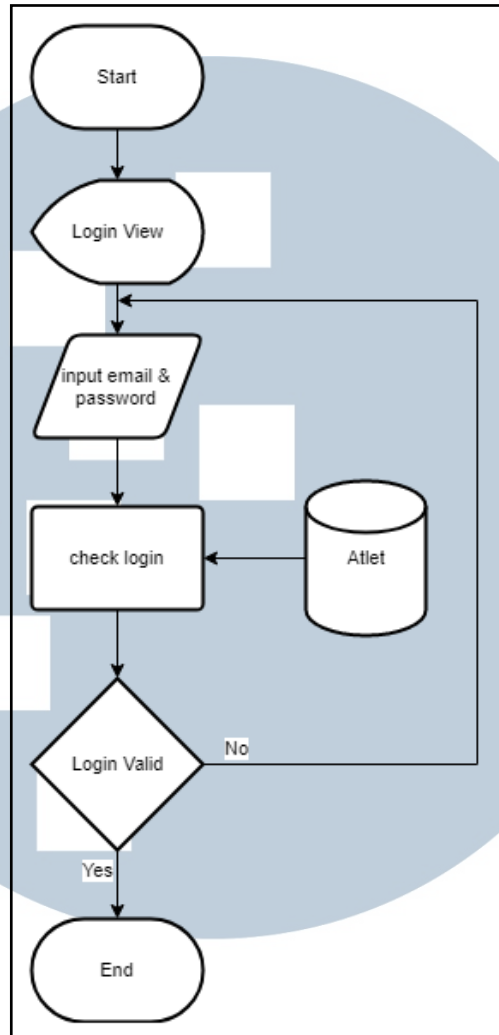 Start
Login View
input email &
password
check login
Atlet
Login Valid
No
Yes
End